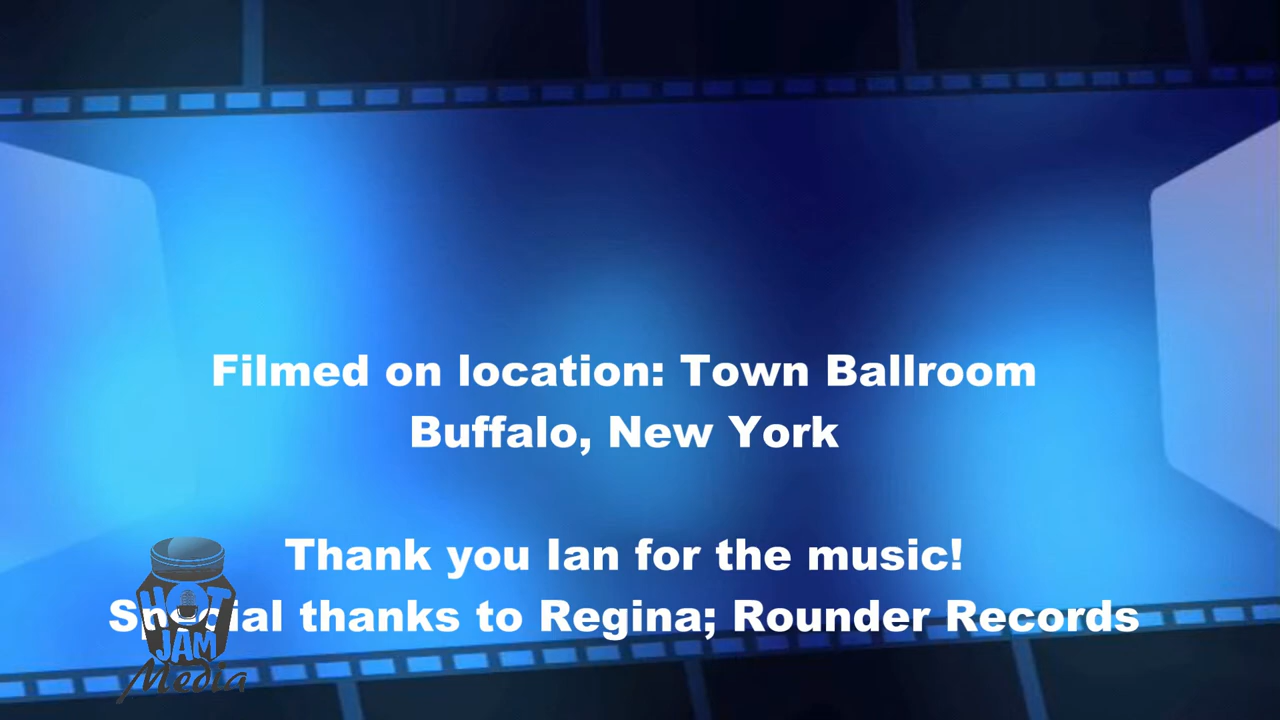 Filmed on location: Town Ballroom
Buffalo, New York
Thank you Ian for the music!
Special thanks to Regina; Rounder Records
HOT
JAM
Media